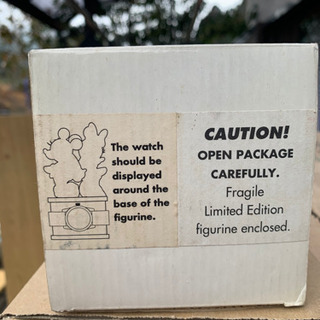 The watch
should be
displayed
around the
base of the
figurine.
CAUTION!
OPEN PACKAGE
CAREFULLY.
Fragile
Limited Edition
figurine enclosed.